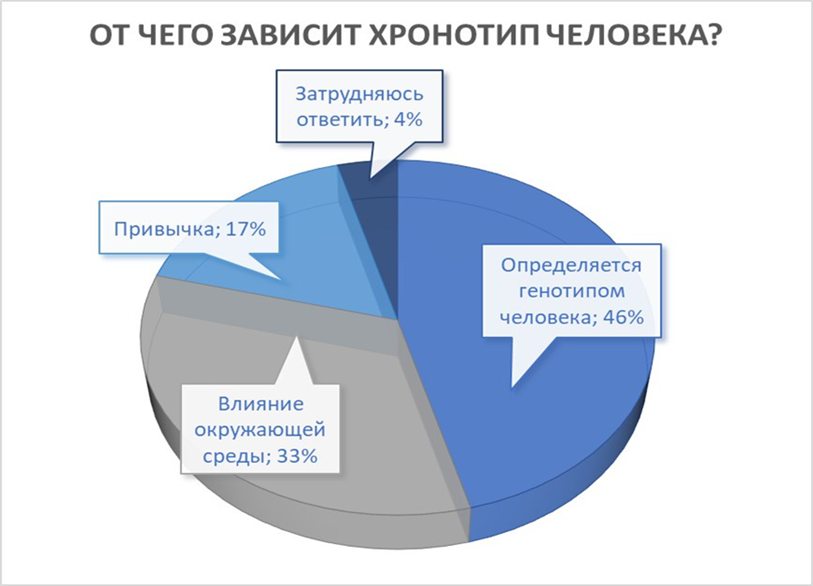 ОТ ЧЕГО ЗАВИСИТ ХРОНОТИП ЧЕЛОВЕКА?
Затрудняюсь
ответить; 4%
Привычка; 17%
Определяется
генотипом
человека; 46%
Влияние
окружающей
среды; 33%